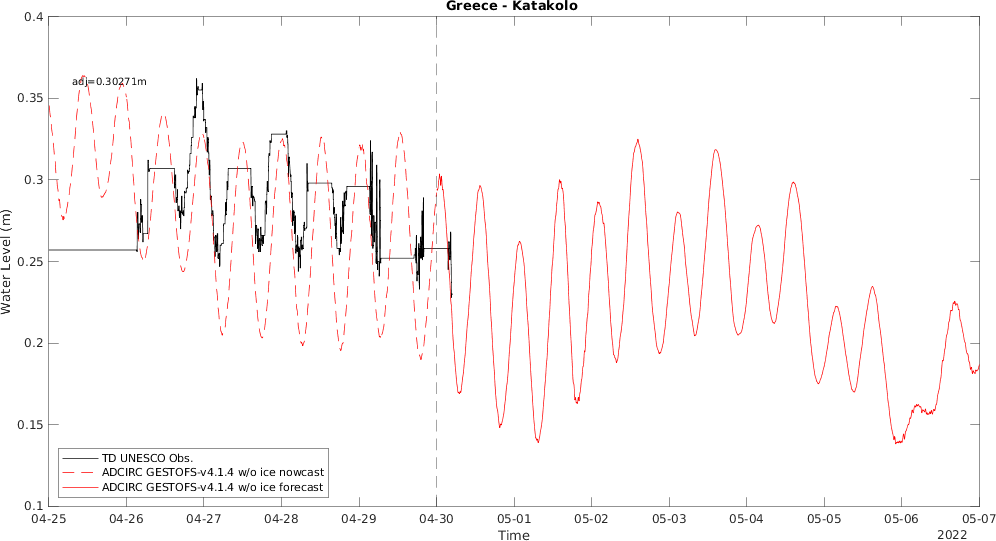 Greece - Katakolo
0.4
0.35
0.3
0.25
0.2
0.15
0.1
Water Level (m)
adj=0.30271m
TD UNESCO Obs.
ADCIRC GESTOFS-v4.1.4 w/o ice nowcast
ADCIRC GESTOFS-v4.1.4 w/o ice forecast
04-25 04-26 04-27 04-28 04-29 04-30 05-01 05-02 05-03 05-04 05-05 05-06 05-07
Time
2022